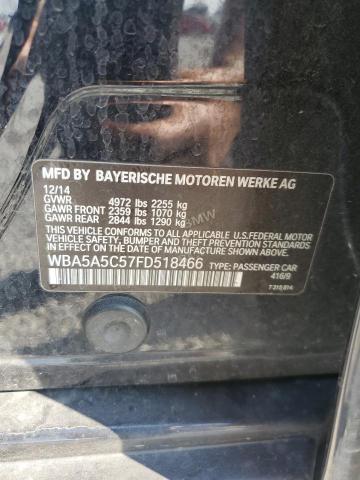 MFD BY BAYERISCHE MOTOREN WERKE AG
12/14
GVWR 4972 lbs 2255 kg
GAWR FRONT 2359 lbs 1070 kg
GAWR REAR 2844 lbs 1290 kg
BMW
THIS VEHICLE CONFORMS TO ALL APPLICABLE U.S.FEDERAL MOTOR
VEHICLE SAFETY, BUMPER, AND THEFT PREVENTION STANDARDS
IN EFFECT ON THE DATE OF MANUFACTURE SHOWN ABOVE.
WBA5A5C57FD518466 TYPE: PASSENGER CAR
416/9